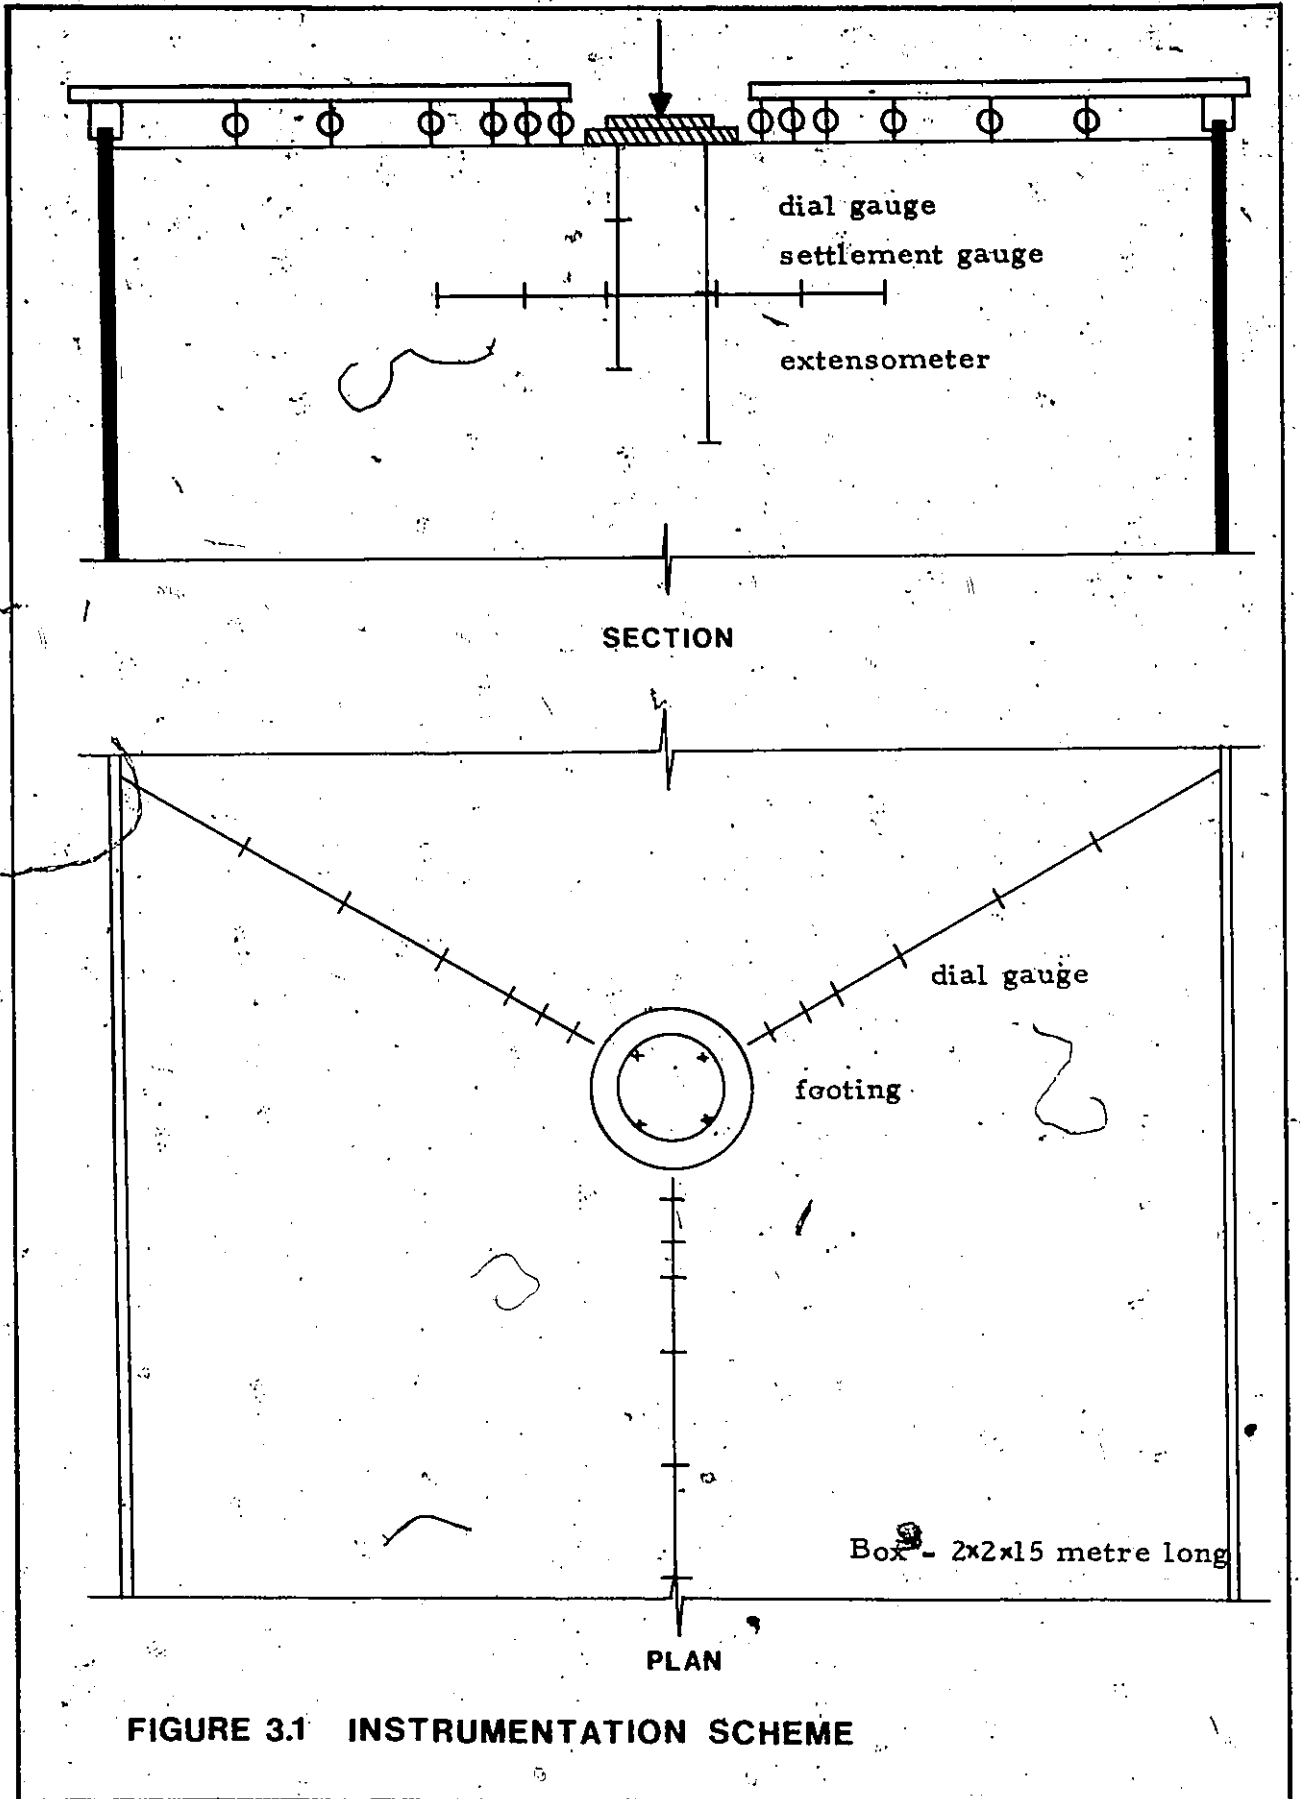 dial gauge
settlement gauge
extensometer
SECTION
dial gauge
footing
Box - 2x2x15 metre long
PLAN
FIGURE 3.1 INSTRUMENTATION SCHEME